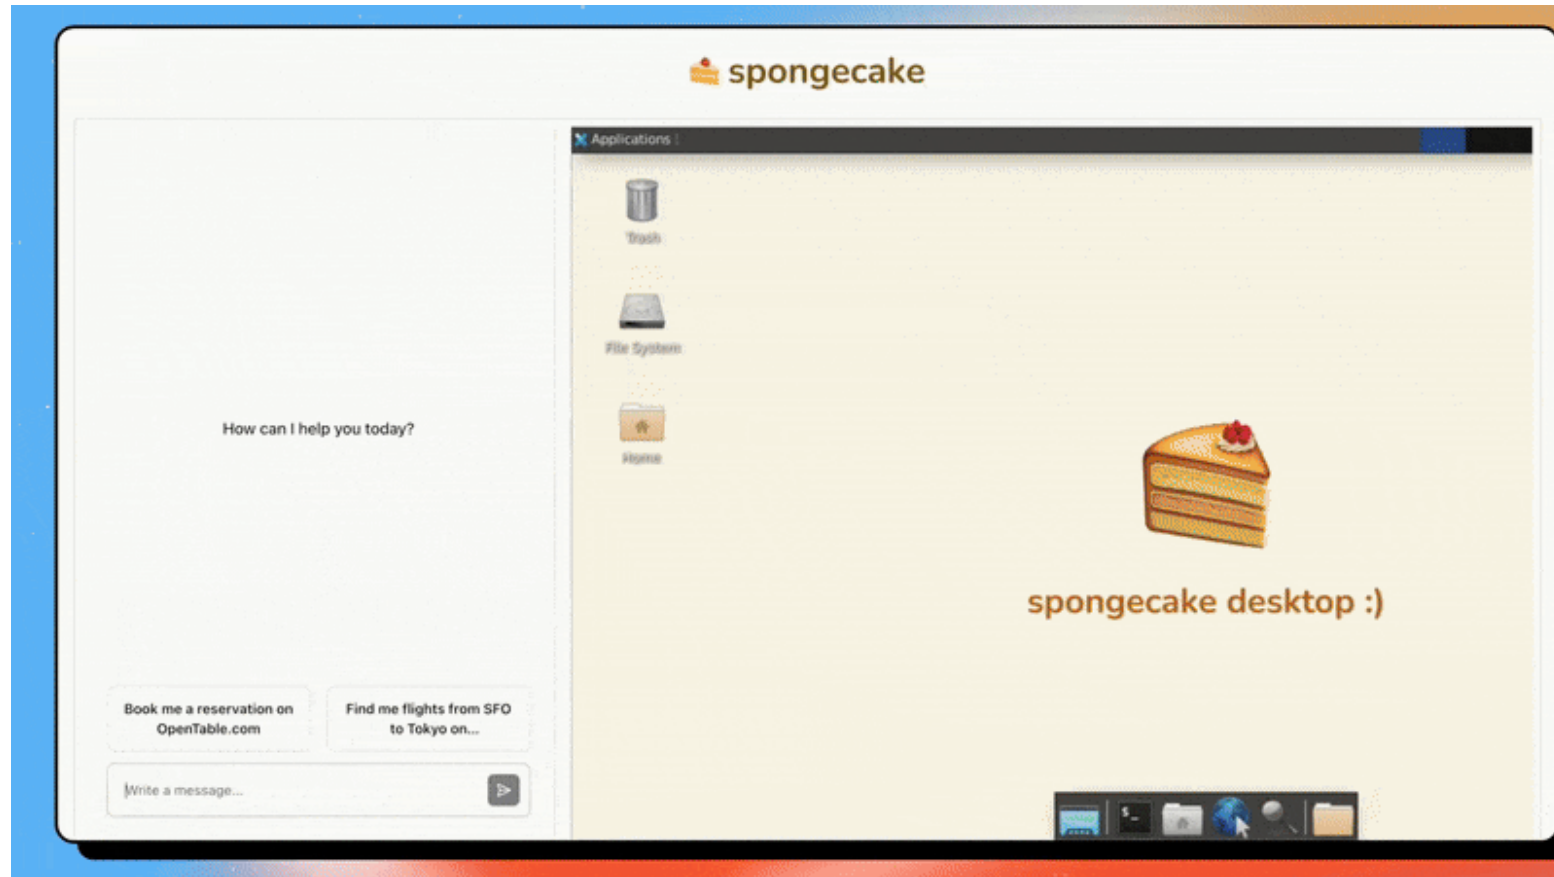 spongecake
Applications
Trash
File System
Home
How can I help you today?
spongecake desktop :)
Book me a reservation on
OpenTable.com
Find me flights from SFO
to Tokyo on...
Write a message...
$_